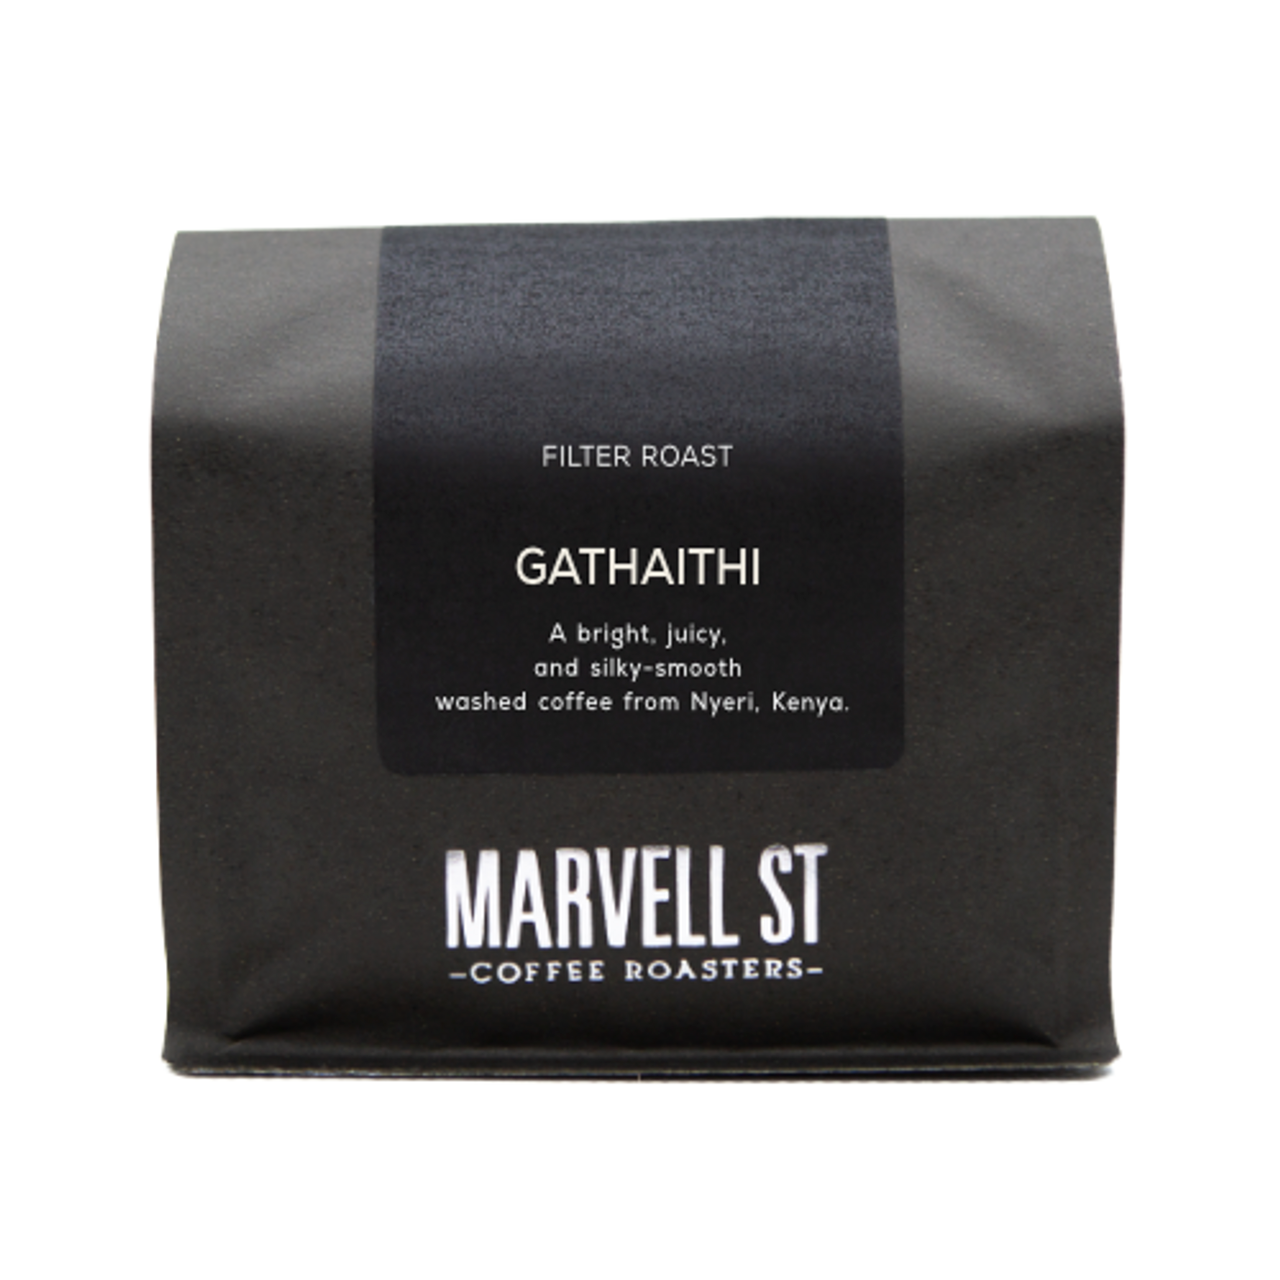 FILTER ROAST
GATHAITHI
A bright, juicy,
and silky-smooth
washed coffee from Nyeri, Kenya.
MARVELL ST
-COFFEE ROASTERS-